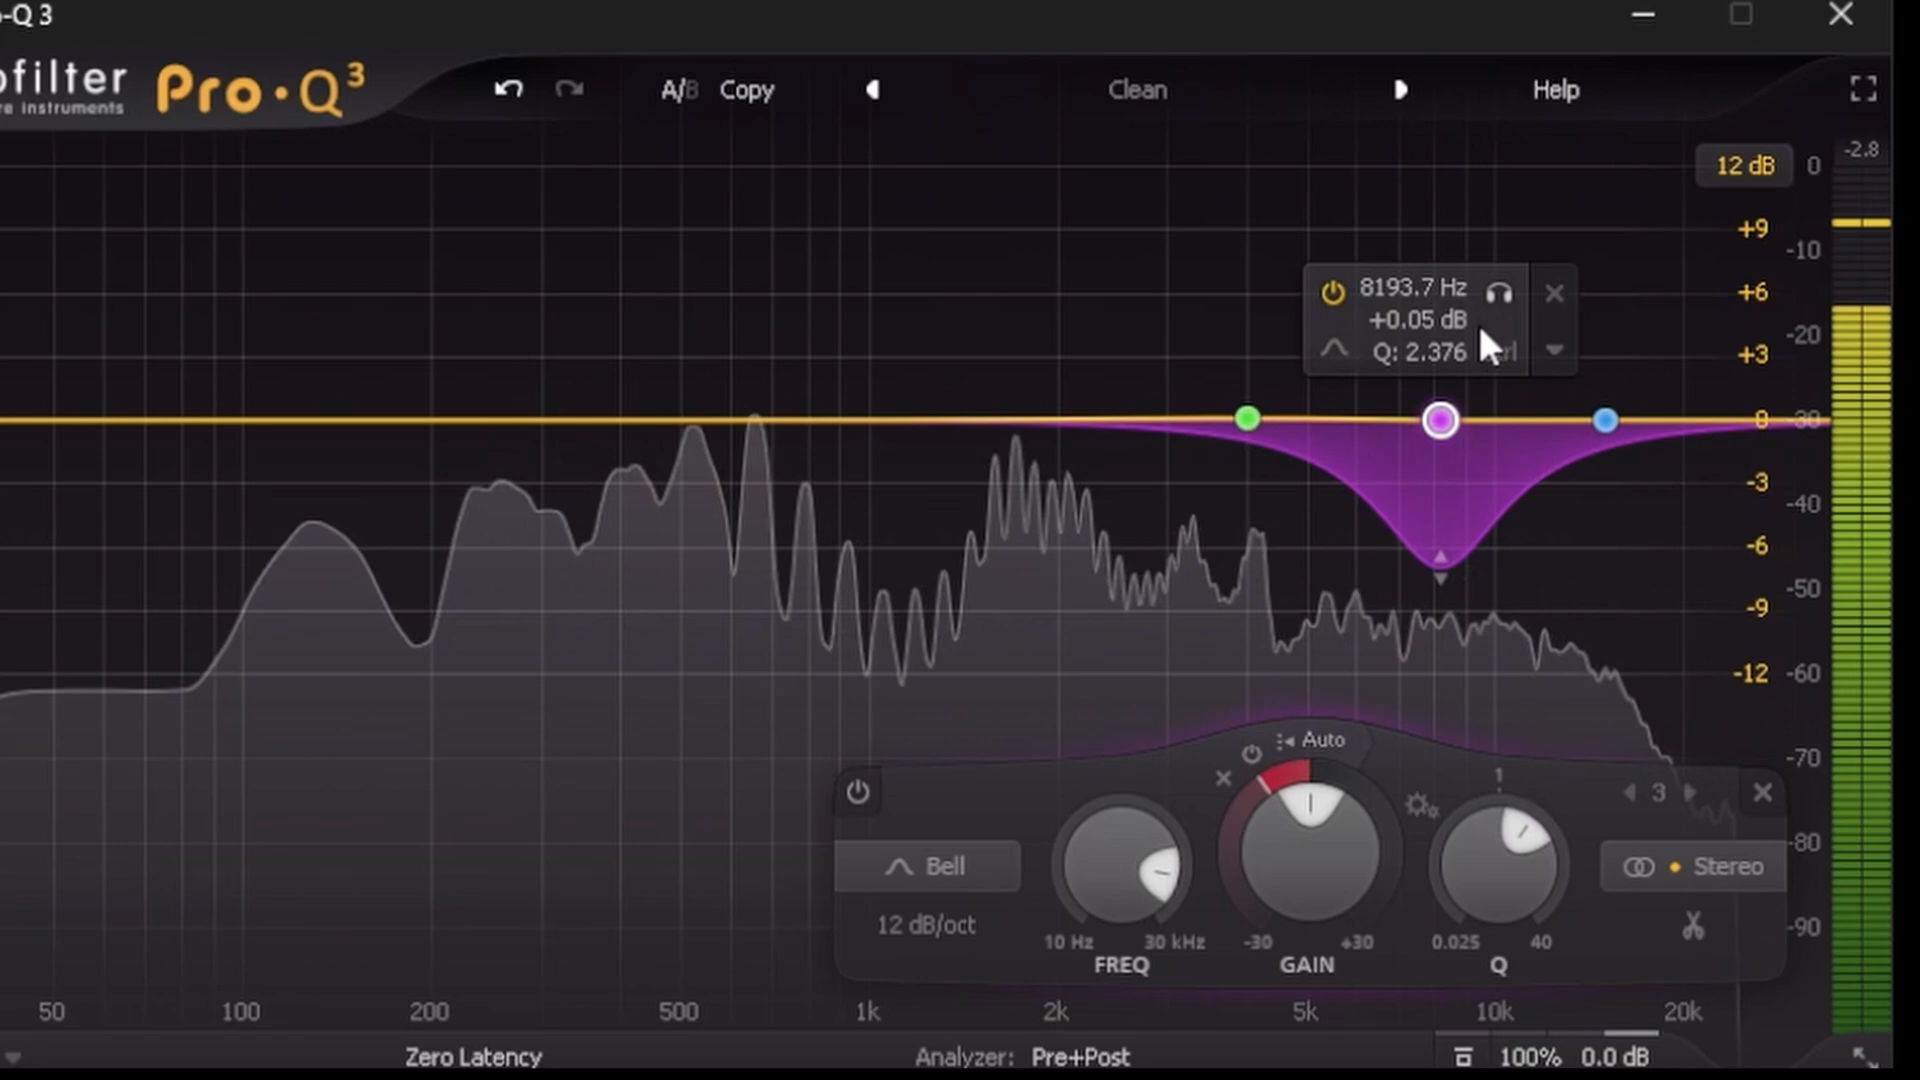 o-Q 3
ofilter Pro·Q3
re instruments
A/B Copy Clean Help
12 dB 0 -2.8
+9 -10
+6 -20
+3
0 -30
-3 -40
-6 -50
-9
-12 -60
-70
-80
-90
8193.7 Hz
+0.05 dB
Q: 2.376
Auto
1
3
Bell
12 dB/oct
10 Hz 30 kHz
FREQ
-30 +30
GAIN
0.025 40
Q
Stereo
50 100 200 500 1k 2k 5k 10k 20k
Zero Latency Analyzer: Pre+Post 100% 0.0 dB